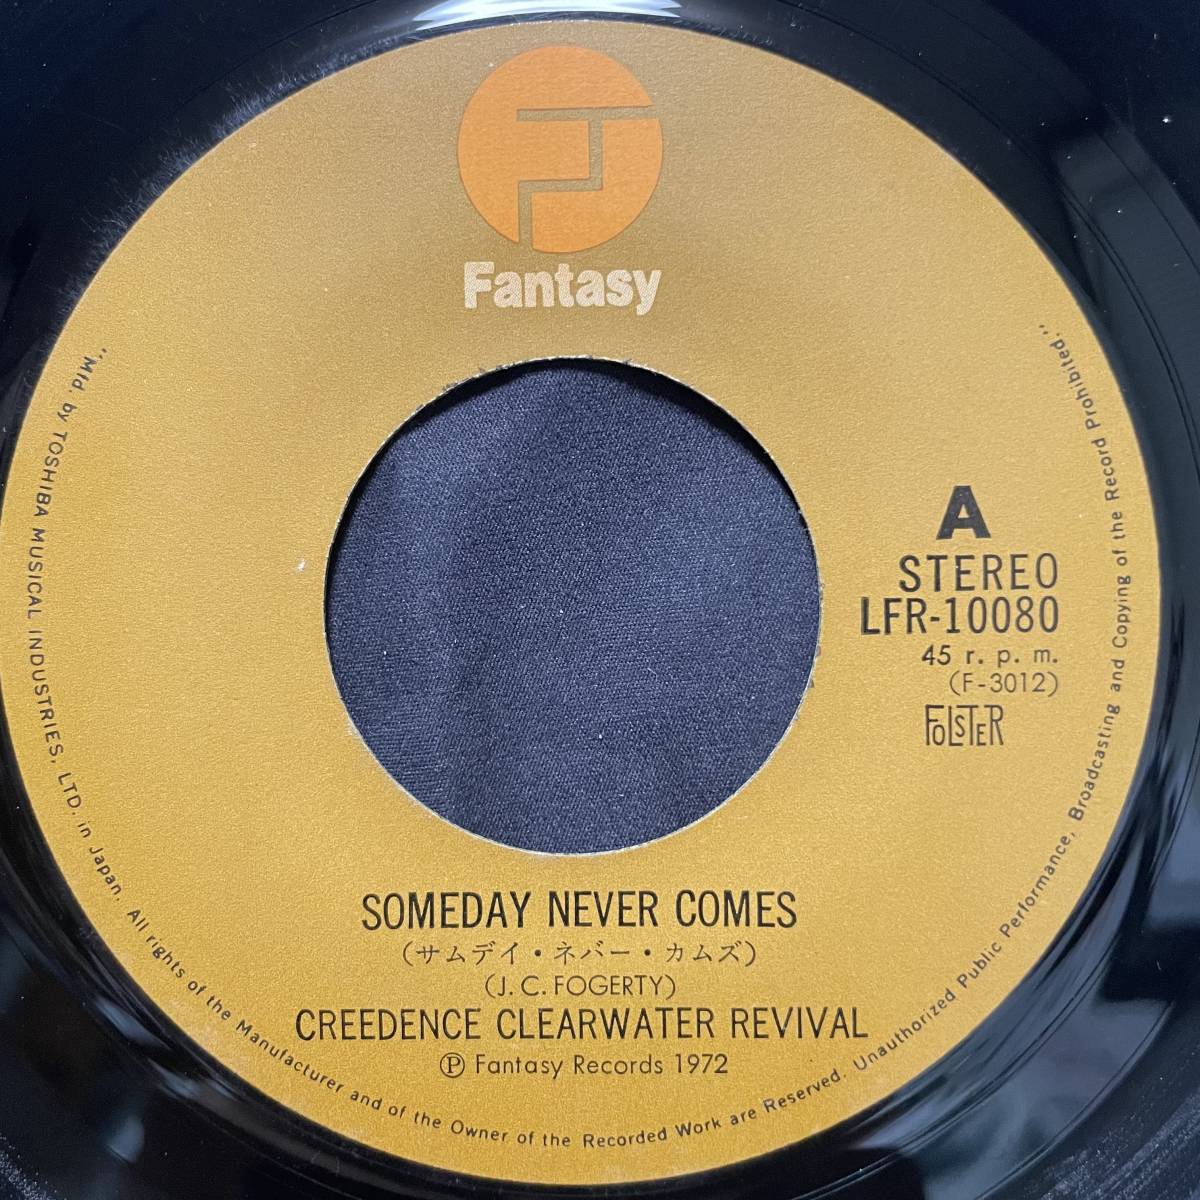 Fantasy
A
STEREO
LFR-10080
45 r. p. m.
(F-3012)
FOLSTER
SOMEDAY NEVER COMES
(サムデイ・ネバー・カムズ)
(J. C. FOGERTY)
CREEDENCE CLEARWATER REVIVAL
Ⓟ Fantasy Records 1972
"Mfd. by TOSHIBA MUSICAL INDUSTRIES, LTD. in Japan. All rights of the Manufacturer and of the Owner of the Recorded Work are Reserved. Unauthorized Public Performance, Broadcasting and Copying of the Record Prohibited."